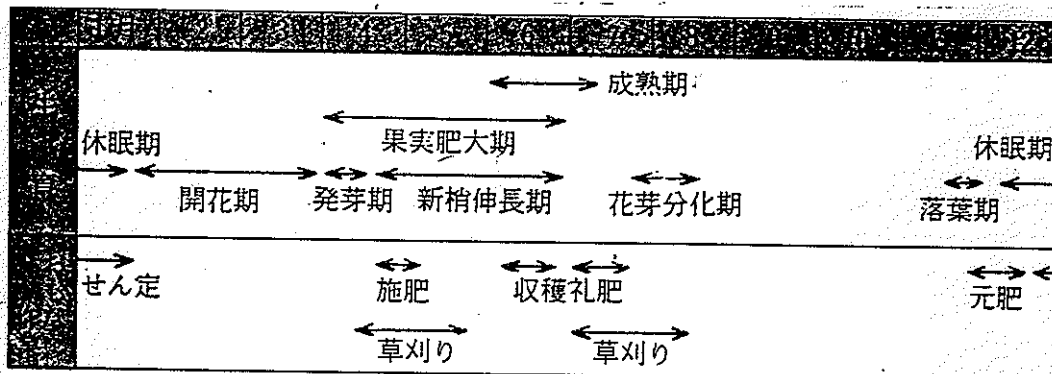 成熟期
果実肥大期
休眠期 休眠期
開花期 発芽期 新梢伸長期 花芽分化期 落葉期
せん定 施肥 収穫 礼肥 元肥
草刈り 草刈り